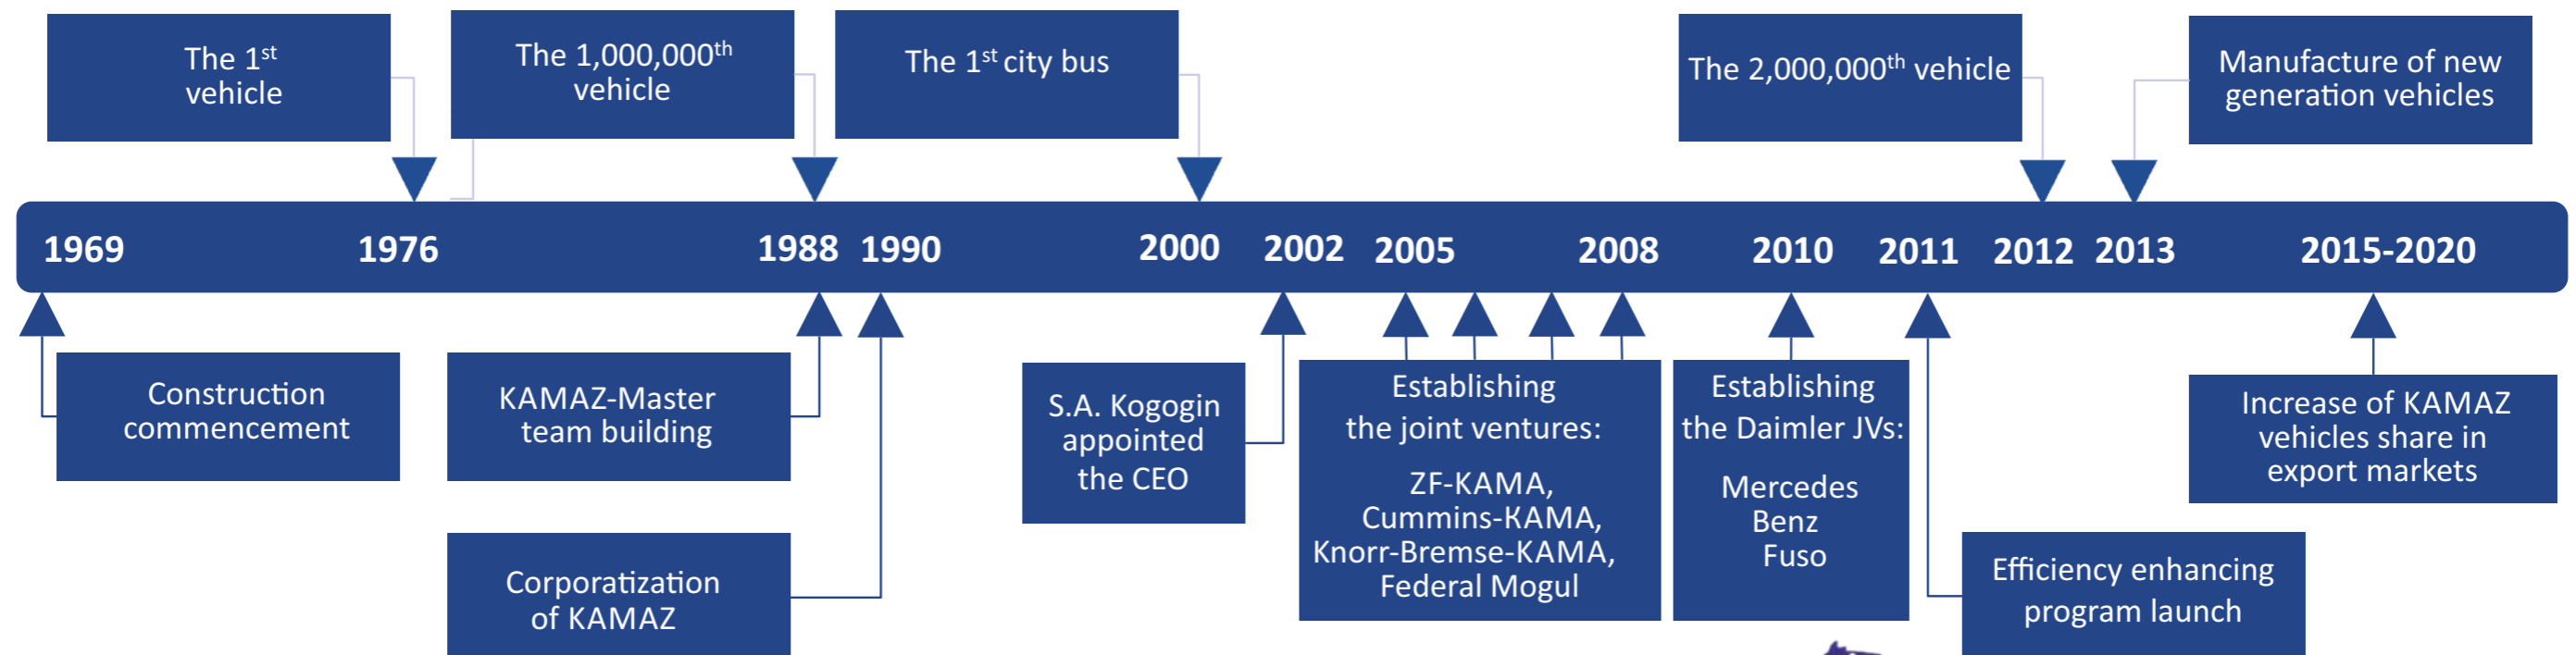 The 1st
vehicle
The 1,000,000th
vehicle
The 1st city bus
The 2,000,000th vehicle
Manufacture of new
generation vehicles
1969 1976 1988 1990 2000 2002 2005 2008 2010 2011 2012 2013 2015-2020
Construction
commencement
KAMAZ-Master
team building
Corporatization
of KAMAZ
S.A. Kogogin
appointed
the CEO
Establishing
the joint ventures:
ZF-KAMA,
Cummins-KAMA,
Knorr-Bremse-KAMA,
Federal Mogul
Establishing
the Daimler JVs:
Mercedes
Benz
Fuso
Efficiency enhancing
program launch
Increase of KAMAZ
vehicles share in
export markets